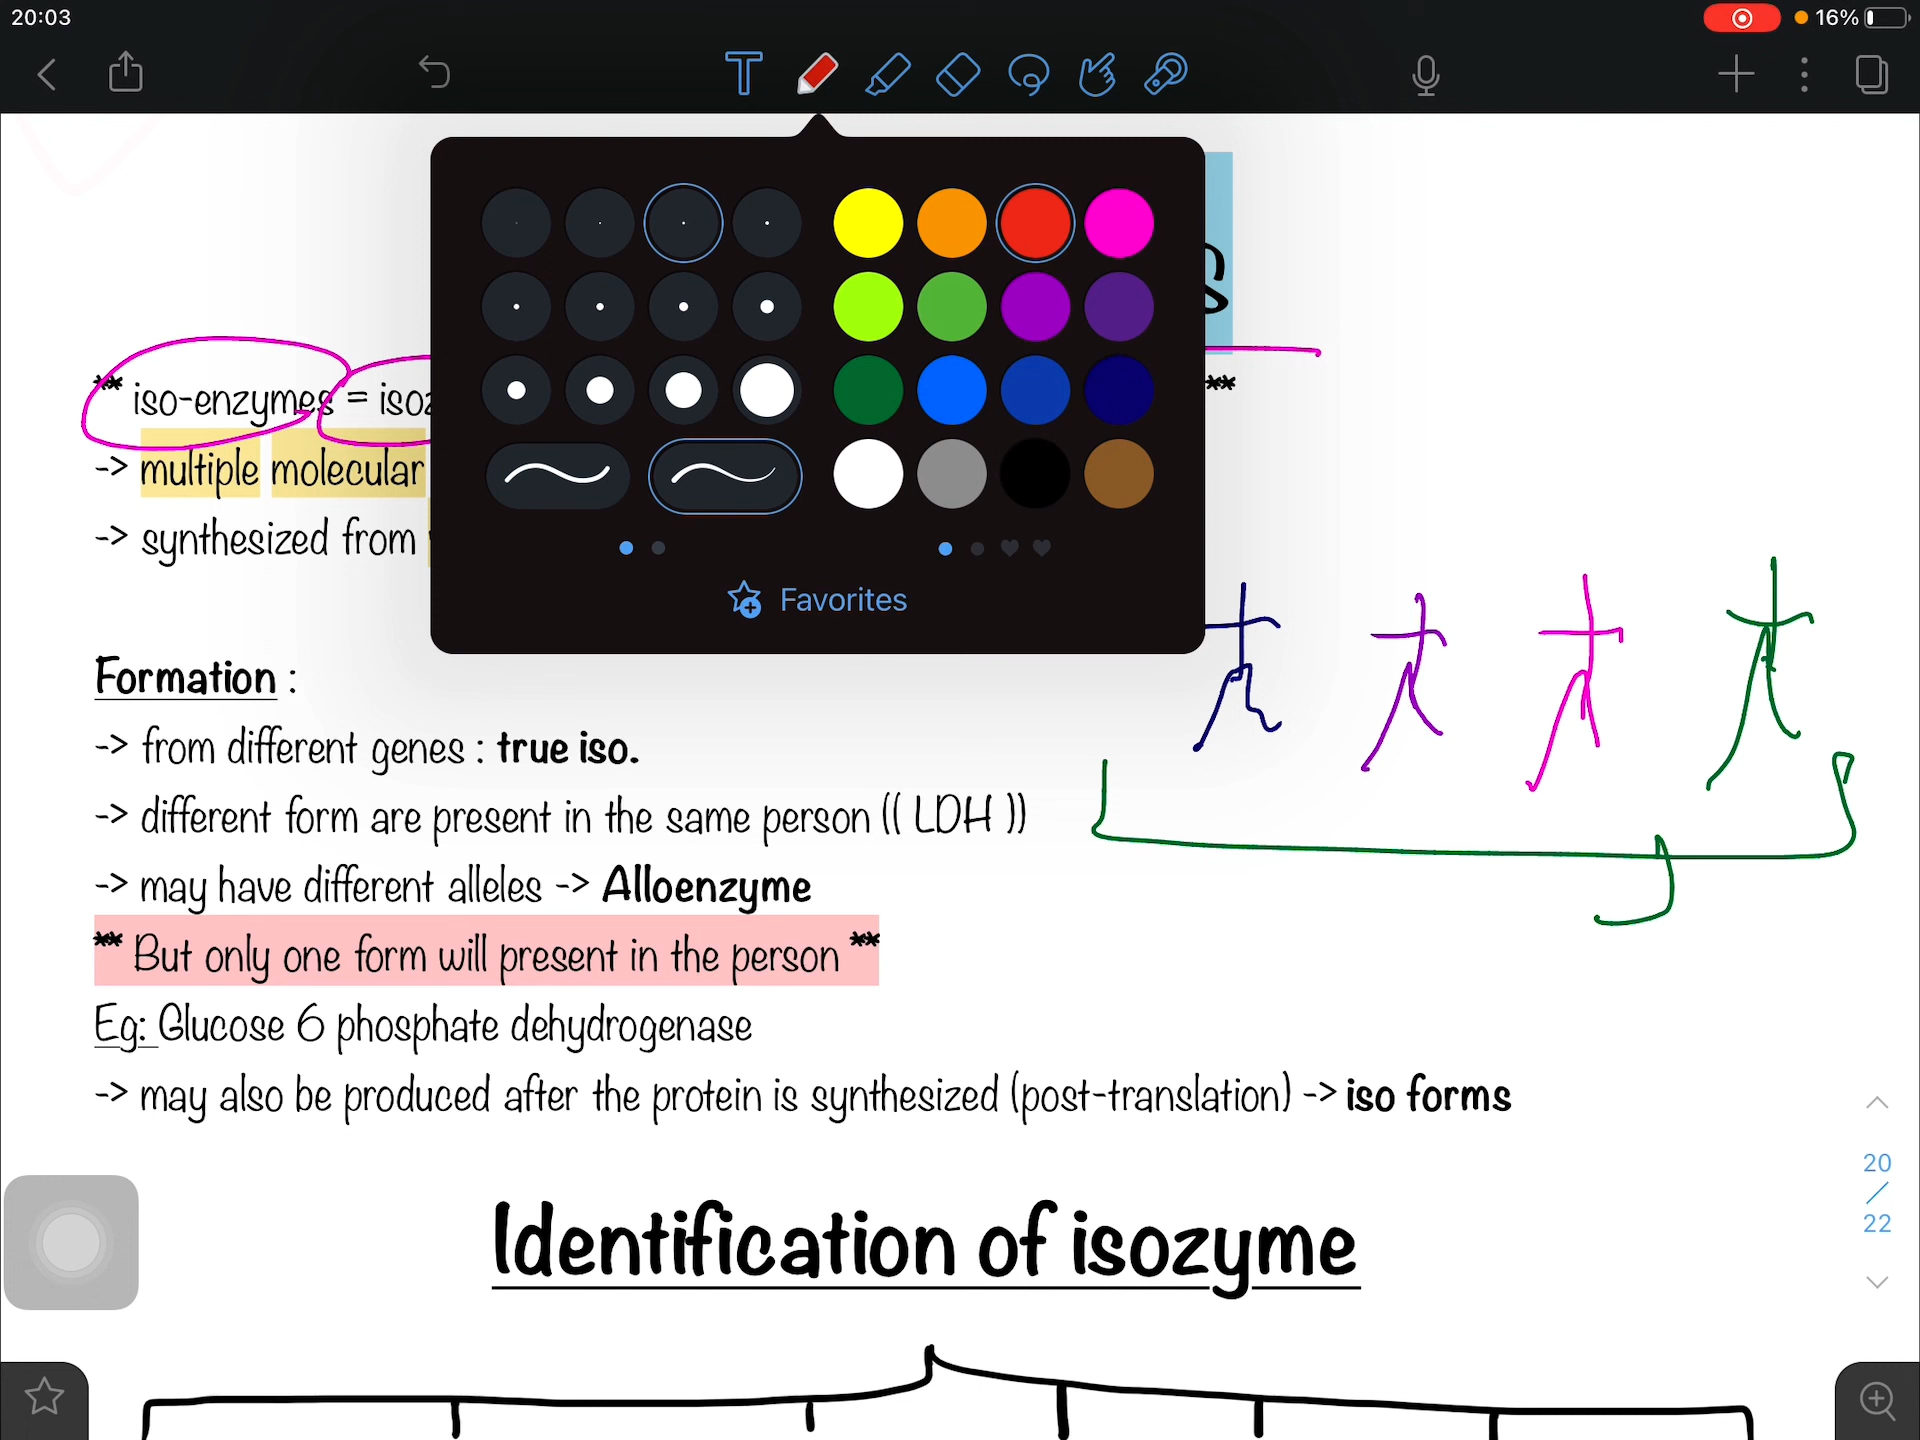 20:03
16%
T
** iso-enzymes =
**
-> multiple molecular
-> synthesized from
Favorites
Formation :
-> from different genes : true iso.
-> different form are present in the same person (( LDH ))
-> may have different alleles -> Alloenzyme
** But only one form will present in the person **
Eg: Glucose 6 phosphate dehydrogenase
-> may also be produced after the protein is synthesized (post-translation) -> iso forms
20
/
22
Identification of isozyme